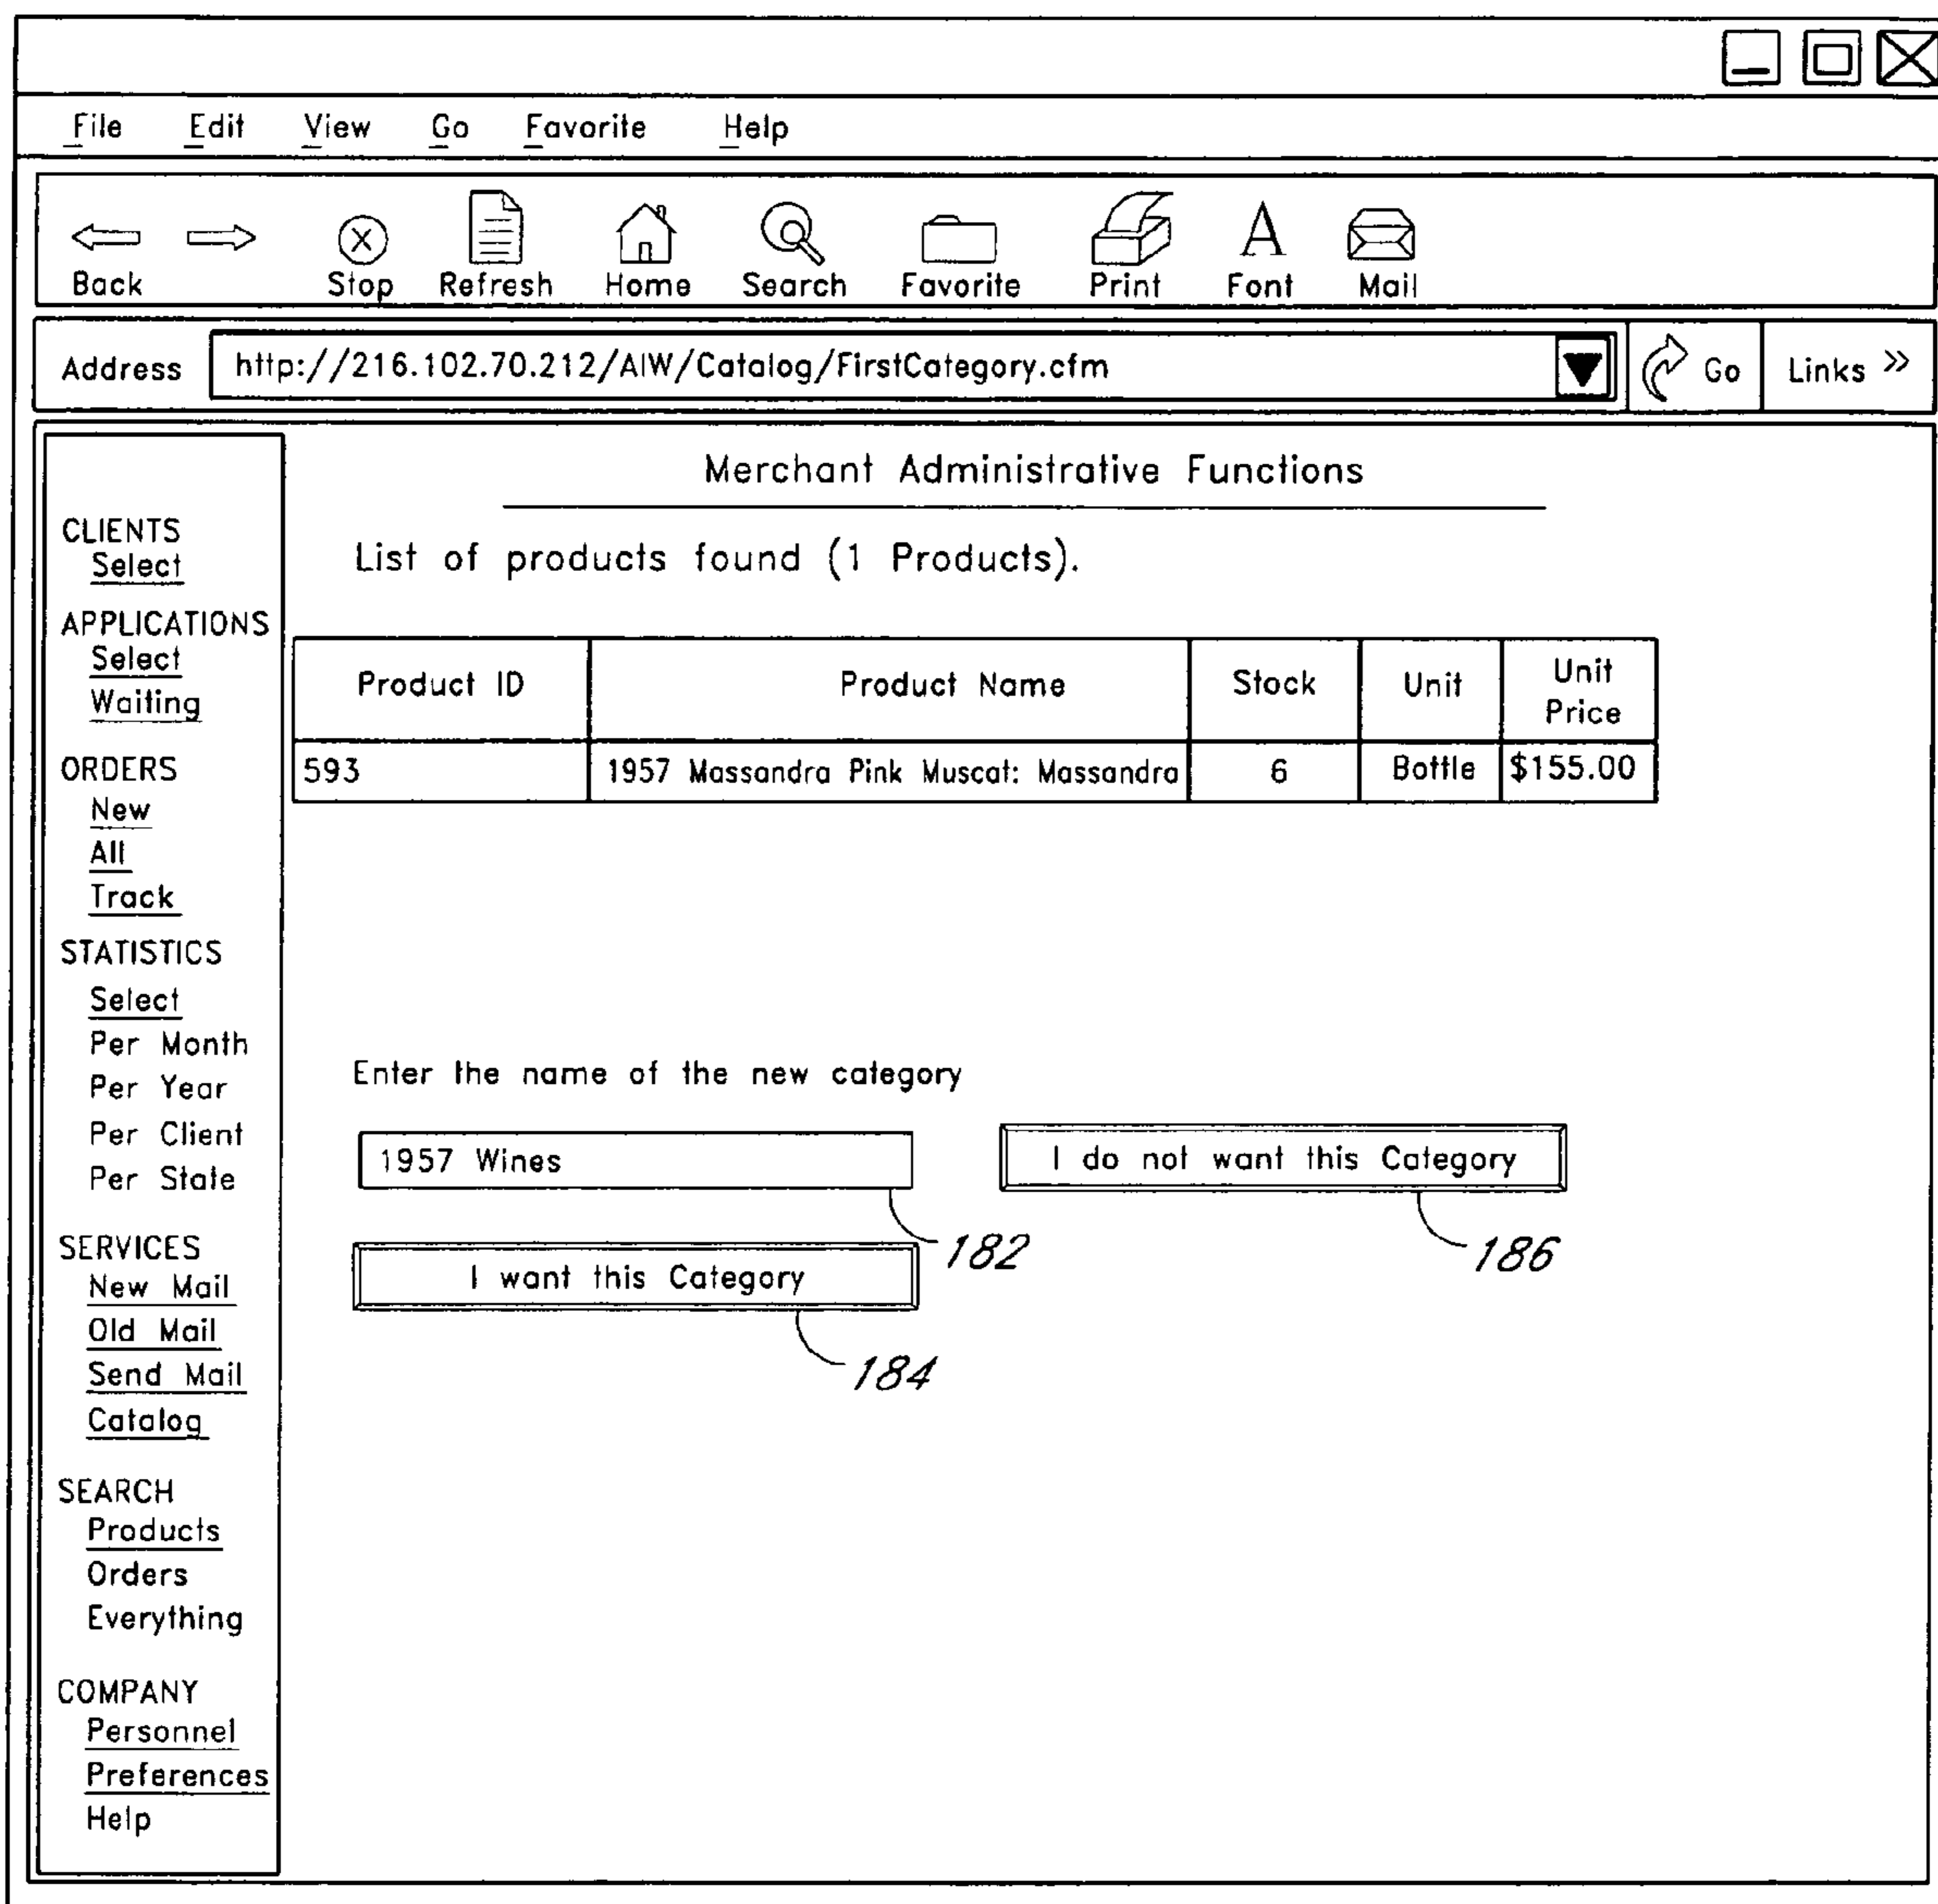 File Edit View Go Favorite Help
Back Stop Refresh Home Search Favorite Print Font Mail
Address http://216.102.70.212/AIW/Catalog/FirstCategory.cfm Go Links »
CLIENTS
Select
APPLICATIONS
Select
Waiting
ORDERS
New
All
Track
STATISTICS
Select
Per Month
Per Year
Per Client
Per State
SERVICES
New Mail
Old Mail
Send Mail
Catalog
SEARCH
Products
Orders
Everything
COMPANY
Personnel
Preferences
Help
Merchant Administrative Functions
List of products found (1 Products).
Product ID Product Name Stock Unit Unit Price
593 1957 Massandra Pink Muscat: Massandra 6 Bottle $155.00
Enter the name of the new category
1957 Wines I do not want this Category
182 186
I want this Category
184